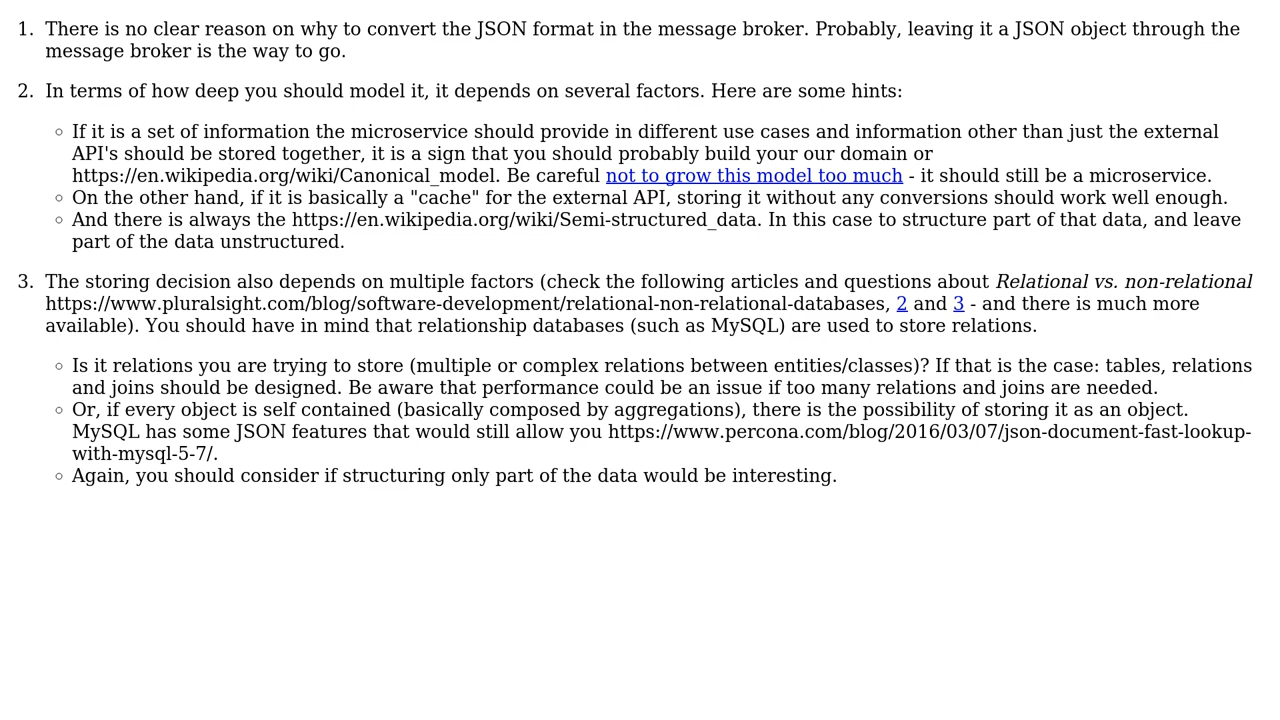 1. There is no clear reason on why to convert the JSON format in the message broker. Probably, leaving it a JSON object through the
message broker is the way to go.
2. In terms of how deep you should model it, it depends on several factors. Here are some hints:
◦ If it is a set of information the microservice should provide in different use cases and information other than just the external
API's should be stored together, it is a sign that you should probably build your our domain or
https://en.wikipedia.org/wiki/Canonical_model. Be careful not to grow this model too much - it should still be a microservice.
◦ On the other hand, if it is basically a "cache" for the external API, storing it without any conversions should work well enough.
◦ And there is always the https://en.wikipedia.org/wiki/Semi-structured_data. In this case to structure part of that data, and leave
part of the data unstructured.
3. The storing decision also depends on multiple factors (check the following articles and questions about Relational vs. non-relational
https://www.pluralsight.com/blog/software-development/relational-non-relational-databases, 2 and 3 - and there is much more
available). You should have in mind that relationship databases (such as MySQL) are used to store relations.
◦ Is it relations you are trying to store (multiple or complex relations between entities/classes)? If that is the case: tables, relations
and joins should be designed. Be aware that performance could be an issue if too many relations and joins are needed.
◦ Or, if every object is self contained (basically composed by aggregations), there is the possibility of storing it as an object.
MySQL has some JSON features that would still allow you https://www.percona.com/blog/2016/03/07/json-document-fast-lookup-
with-mysql-5-7/.
◦ Again, you should consider if structuring only part of the data would be interesting.